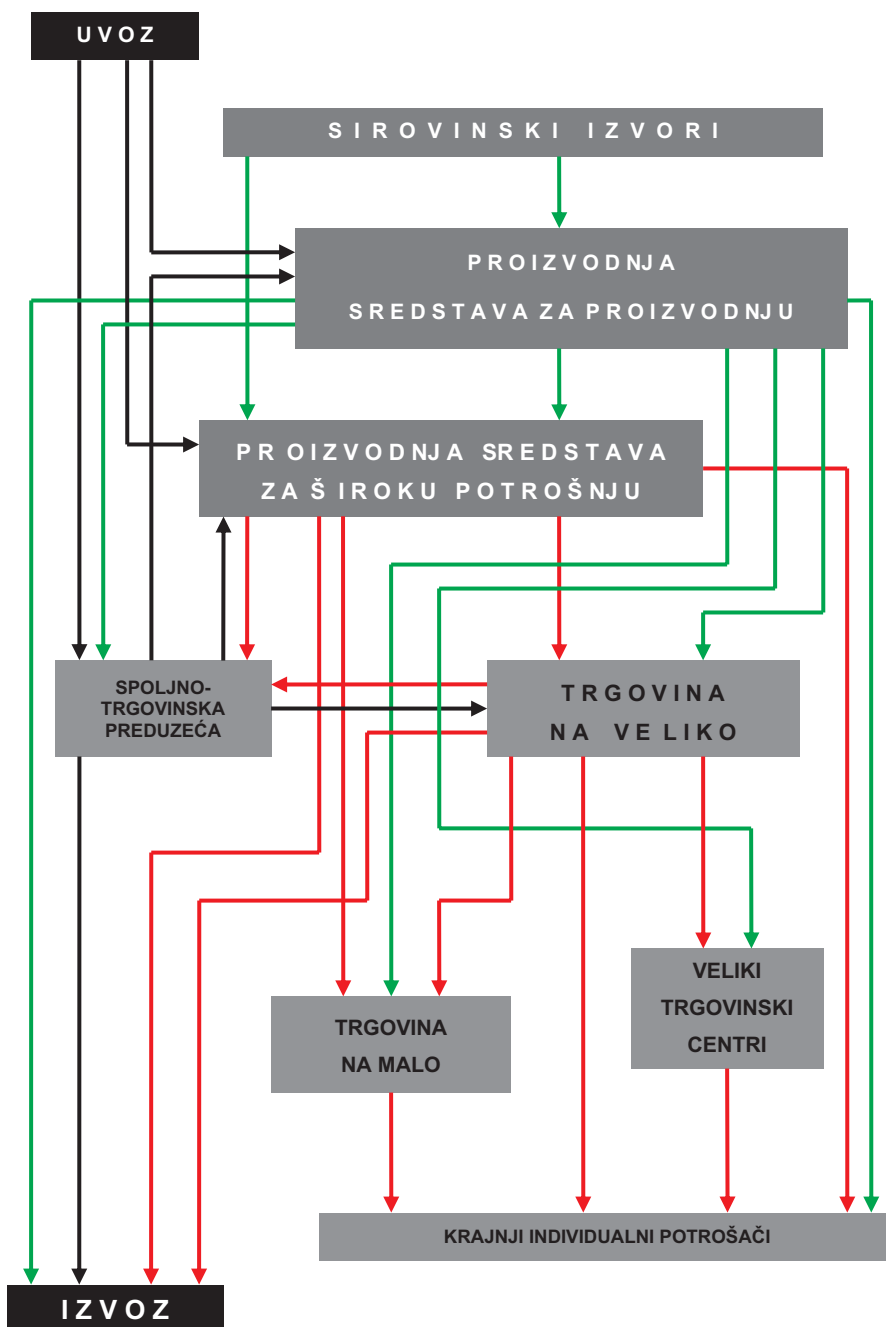 UVOZ
SIROVINSKI IZVORI
PROIZVODNJA
SREDSTAVA ZA PROIZVODNJU
PROIZVODNJA SREDSTAVA
ZA ŠIROKU POTROŠNJU
SPOLJNO-
TRGOVINSKA
PREDUZEĆA
TRGOVINA
NA VELIKO
VELIKI
TRGOVINSKI
CENTRI
TRGOVINA
NA MALO
KRAJNJI INDIVIDUALNI POTROŠAČI
IZVOZ